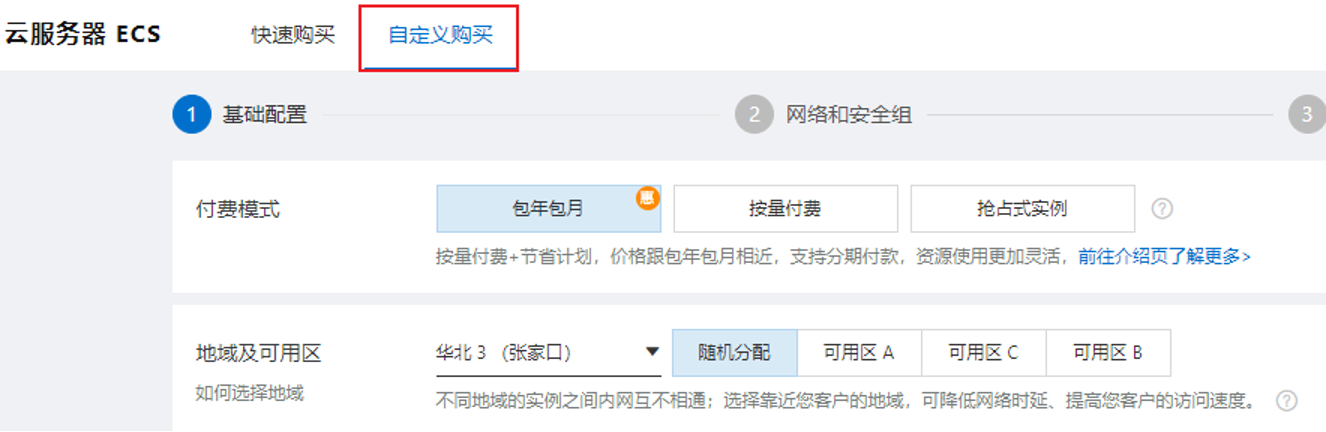 云服务器 ECS 快速购买 自定义购买
1 基础配置 2 网络和安全组 3
付费模式 包年包月 惠 按量付费 抢占式实例 ?
按量付费+节省计划，价格跟包年包月相近，支持分期付款，资源使用更加灵活，前往介绍页了解更多>
地域及可用区 华北 3 （张家口） 随机分配 可用区 A 可用区 C 可用区 B
如何选择地域 不同地域的实例之间内网互不相通；选择靠近您客户的地域，可降低网络时延、提高您客户的访问速度。 ?